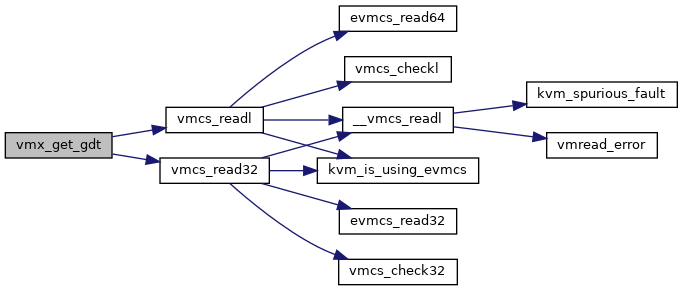 vmx_get_gdt
vmcs_readl
vmcs_read32
evmcs_read64
vmcs_checkl
__vmcs_readl
kvm_is_using_evmcs
evmcs_read32
vmcs_check32
kvm_spurious_fault
vmread_error